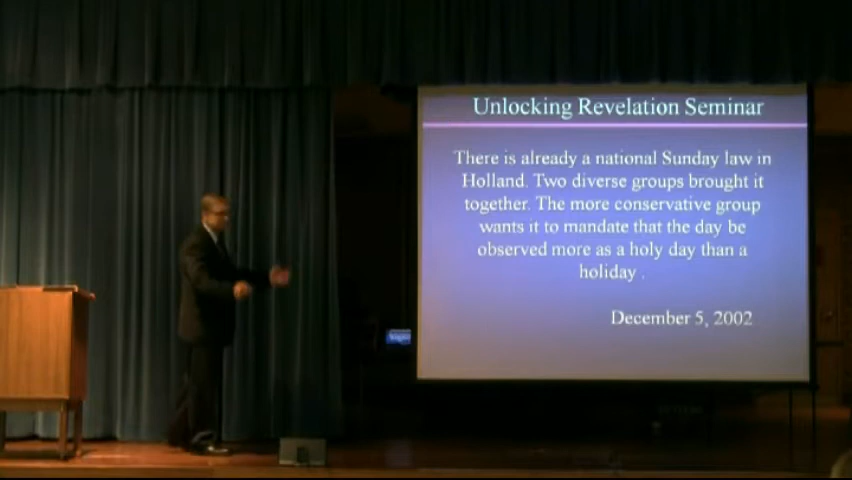 Unlocking Revelation Seminar
There is already a national Sunday law in
Holland. Two diverse groups brought it
together. The more conservative group
wants it to mandate that the day be
observed more as a holy day than a
holiday .
December 5, 2002